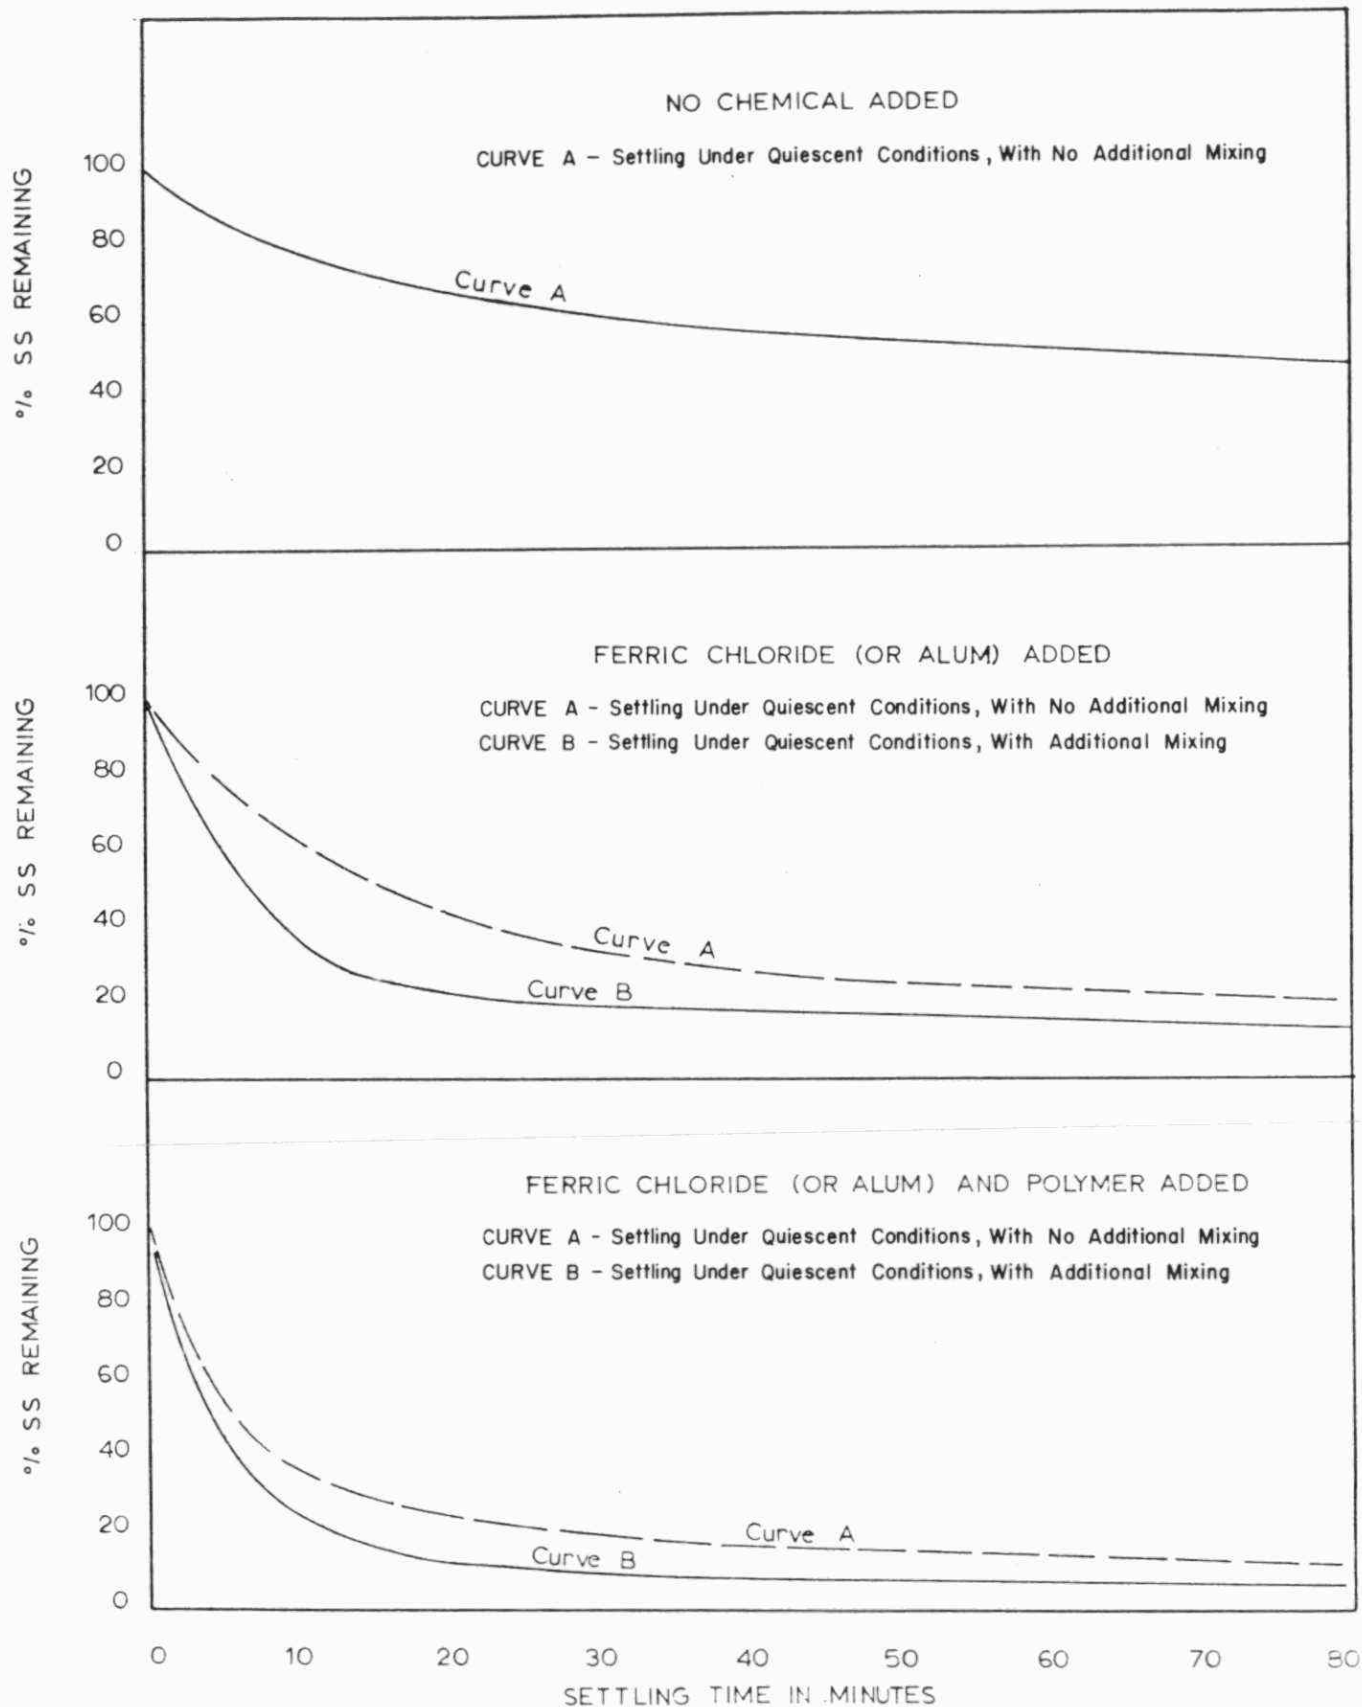 NO CHEMICAL ADDED
CURVE A - Settling Under Quiescent Conditions, With No Additional Mixing
% SS REMAINING
100
80
60
40
20
0
Curve A
FERRIC CHLORIDE (OR ALUM) ADDED
CURVE A - Settling Under Quiescent Conditions, With No Additional Mixing
CURVE B - Settling Under Quiescent Conditions, With Additional Mixing
% SS REMAINING
100
80
60
40
20
0
Curve A
Curve B
FERRIC CHLORIDE (OR ALUM) AND POLYMER ADDED
CURVE A - Settling Under Quiescent Conditions, With No Additional Mixing
CURVE B - Settling Under Quiescent Conditions, With Additional Mixing
% SS REMAINING
100
80
60
40
20
0
Curve A
Curve B
0 10 20 30 40 50 60 70 80
SETTLING TIME IN MINUTES